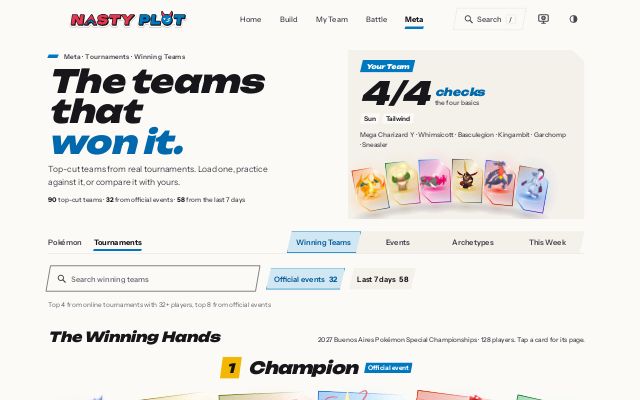 NASTY PLOT
Home
Build
My Team
Battle
Meta
Search /
Meta · Tournaments · Winning Teams
The teams
that
won it.
Top-cut teams from real tournaments. Load one, practice
against it, or compare it with yours.
90 top-cut teams · 32 from official events · 58 from the last 7 days
Your Team
4/4 checks
the four basics
Sun
Tailwind
Mega Charizard Y · Whimsicott · Basculegion · Kingambit · Garchomp
· Sneasler
Pokémon
Tournaments
Winning Teams
Events
Archetypes
This Week
Search winning teams
Official events 32
Last 7 days 58
Top 4 from online tournaments with 32+ players, top 8 from official events
The Winning Hands
2027 Buenos Aires Pokémon Special Championships · 128 players. Tap a card for its page.
1 Champion Official event